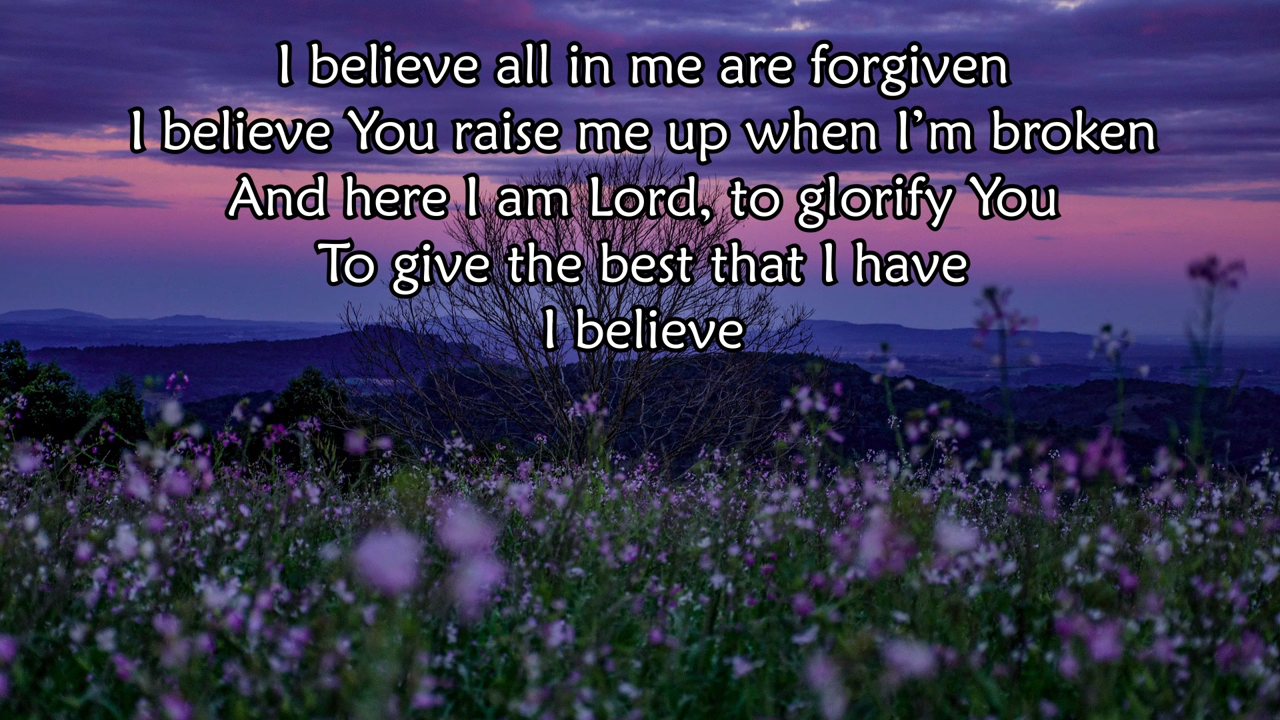 I believe all in me are forgiven
I believe You raise me up when I’m broken
And here I am Lord, to glorify You
To give the best that I have
I believe